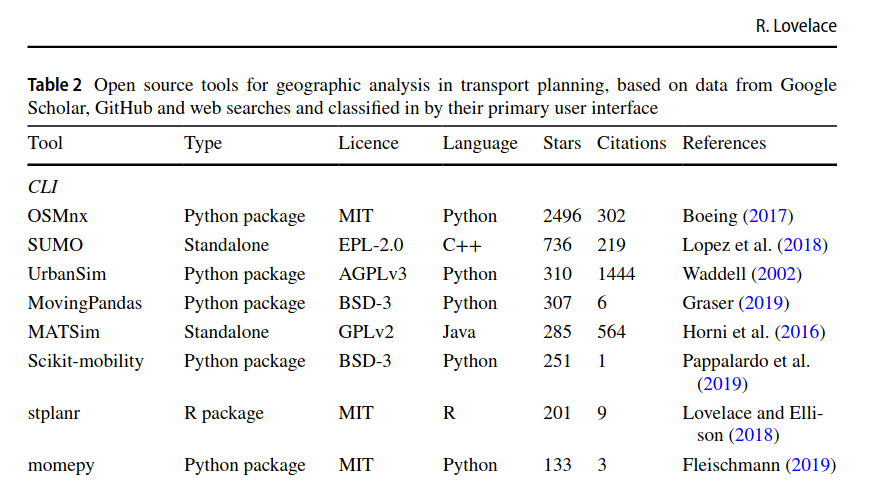 R. Lovelace
Table 2 Open source tools for geographic analysis in transport planning, based on data from Google
Scholar, GitHub and web searches and classified in by their primary user interface
Tool Type Licence Language Stars Citations References
CLI
OSMnx Python package MIT Python 2496 302 Boeing (2017)
SUMO Standalone EPL-2.0 C++ 736 219 Lopez et al. (2018)
UrbanSim Python package AGPLv3 Python 310 1444 Waddell (2002)
MovingPandas Python package BSD-3 Python 307 6 Graser (2019)
MATSim Standalone GPLv2 Java 285 564 Horni et al. (2016)
Scikit-mobility Python package BSD-3 Python 251 1 Pappalardo et al.
(2019)
stplanr R package MIT R 201 9 Lovelace and Elli-
son (2018)
momepy Python package MIT Python 133 3 Fleischmann (2019)